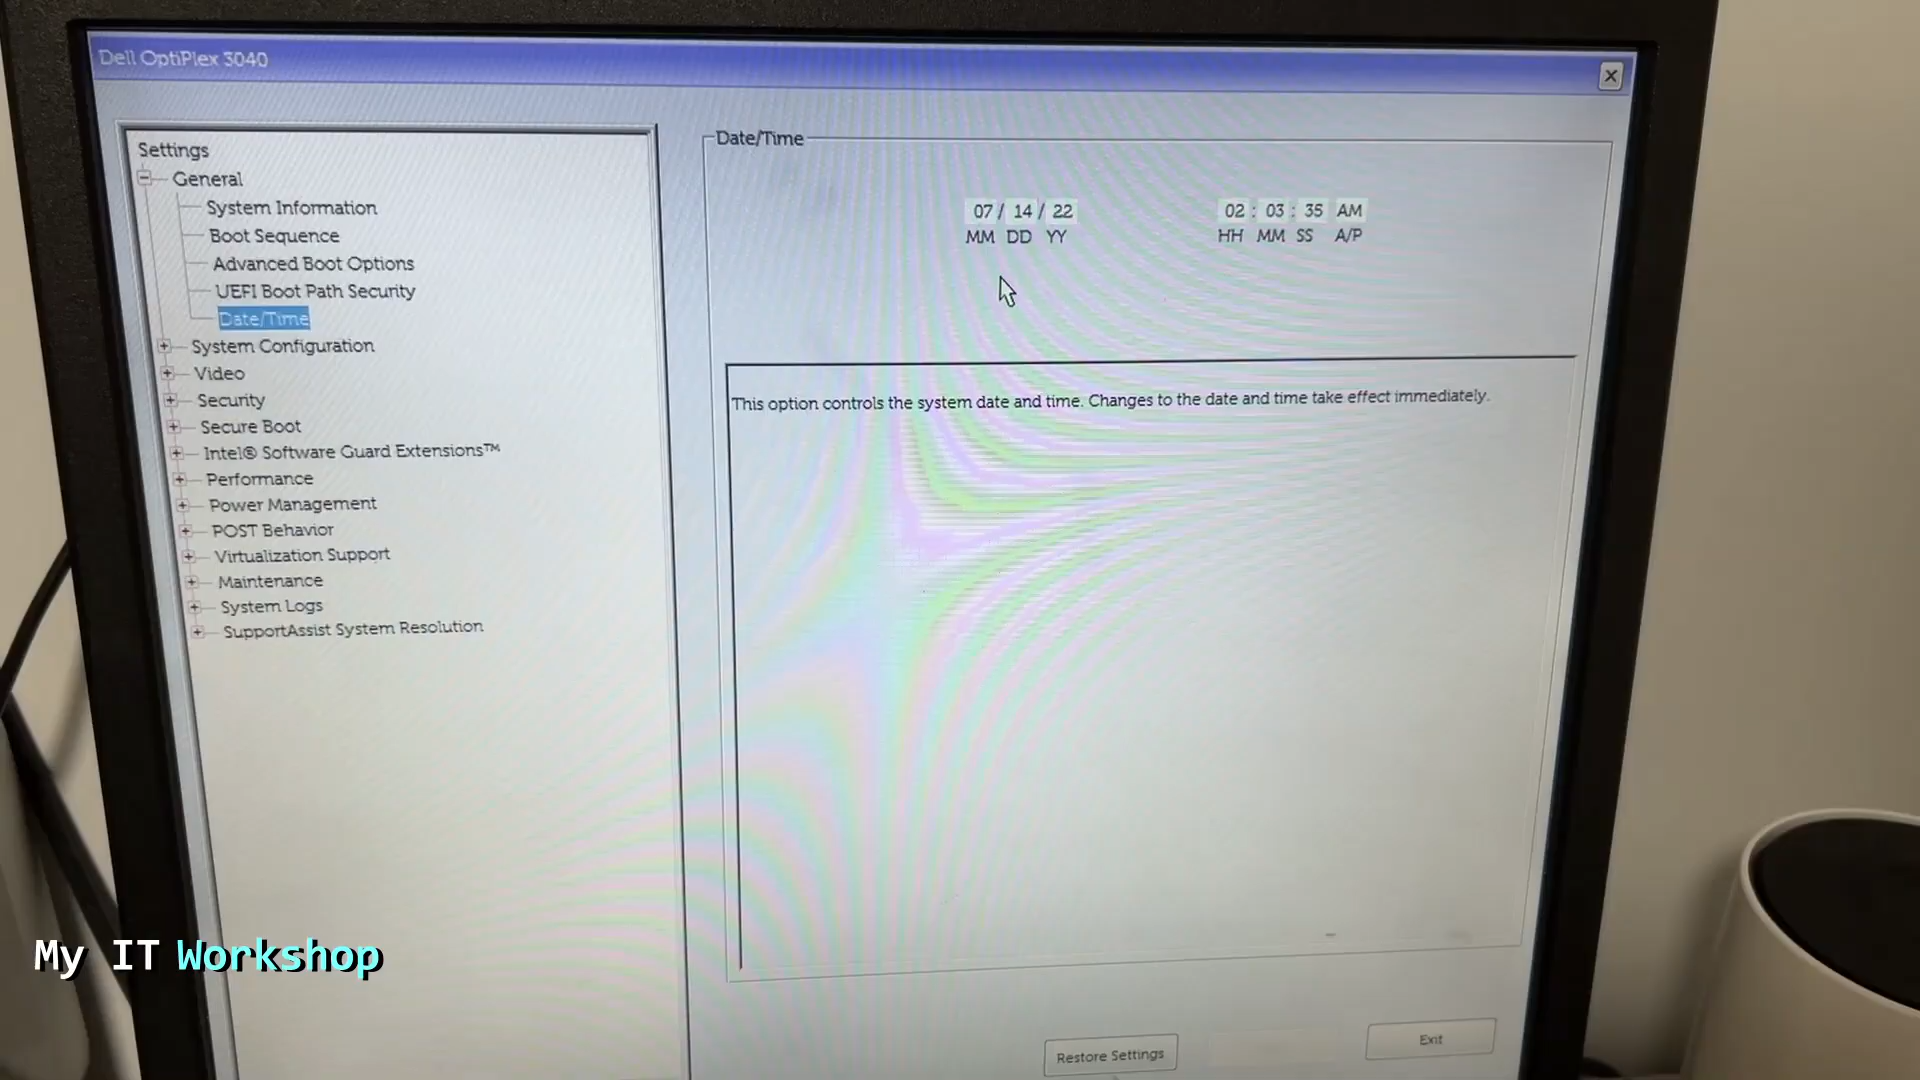 Dell OptiPlex 3040
Settings
General
System Information
Boot Sequence
Advanced Boot Options
UEFI Boot Path Security
Date/Time
System Configuration
Video
Security
Secure Boot
Intel® Software Guard Extensions™
Performance
Power Management
POST Behavior
Virtualization Support
Maintenance
System Logs
SupportAssist System Resolution
Date/Time
07 / 14 / 22 02 : 03 : 35 AM
MM DD YY HH MM SS A/P
This option controls the system date and time. Changes to the date and time take effect immediately.
Restore Settings
Exit
My IT Workshop